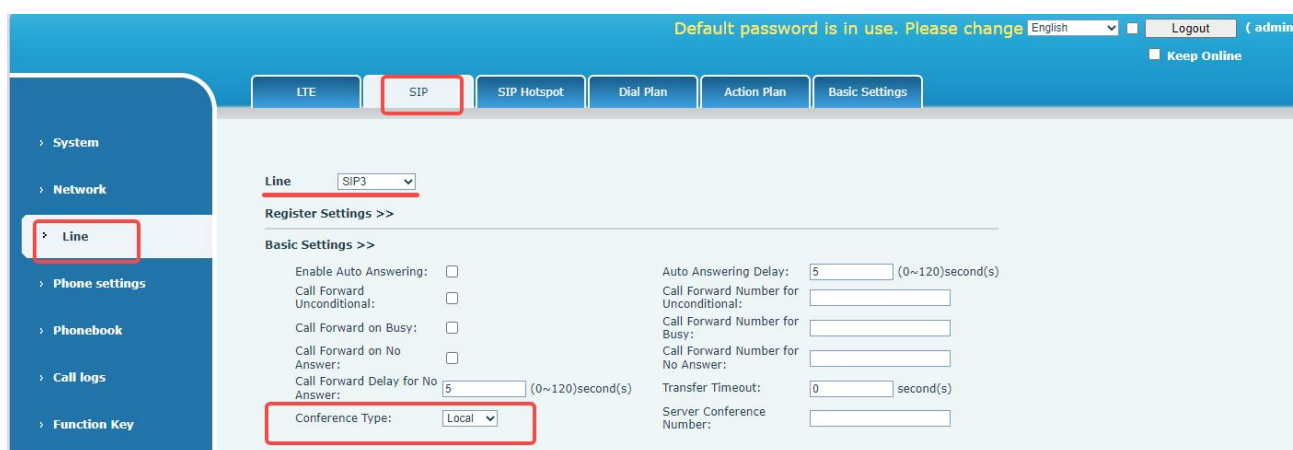 Default password is in use. Please change English Logout ( admin
Keep Online
LTE SIP SIP Hotspot Dial Plan Action Plan Basic Settings
› System
› Network
› Line
› Phone settings
› Phonebook
› Call logs
› Function Key
Line SIP3
Register Settings >>
Basic Settings >>
Enable Auto Answering: Auto Answering Delay: 5 (0~120)second(s)
Call Forward Unconditional: Call Forward Number for Unconditional:
Call Forward on Busy: Call Forward Number for Busy:
Call Forward on No Answer: Call Forward Number for No Answer:
Call Forward Delay for No Answer: 5 (0~120)second(s) Transfer Timeout: 0 second(s)
Conference Type: Local Server Conference Number: